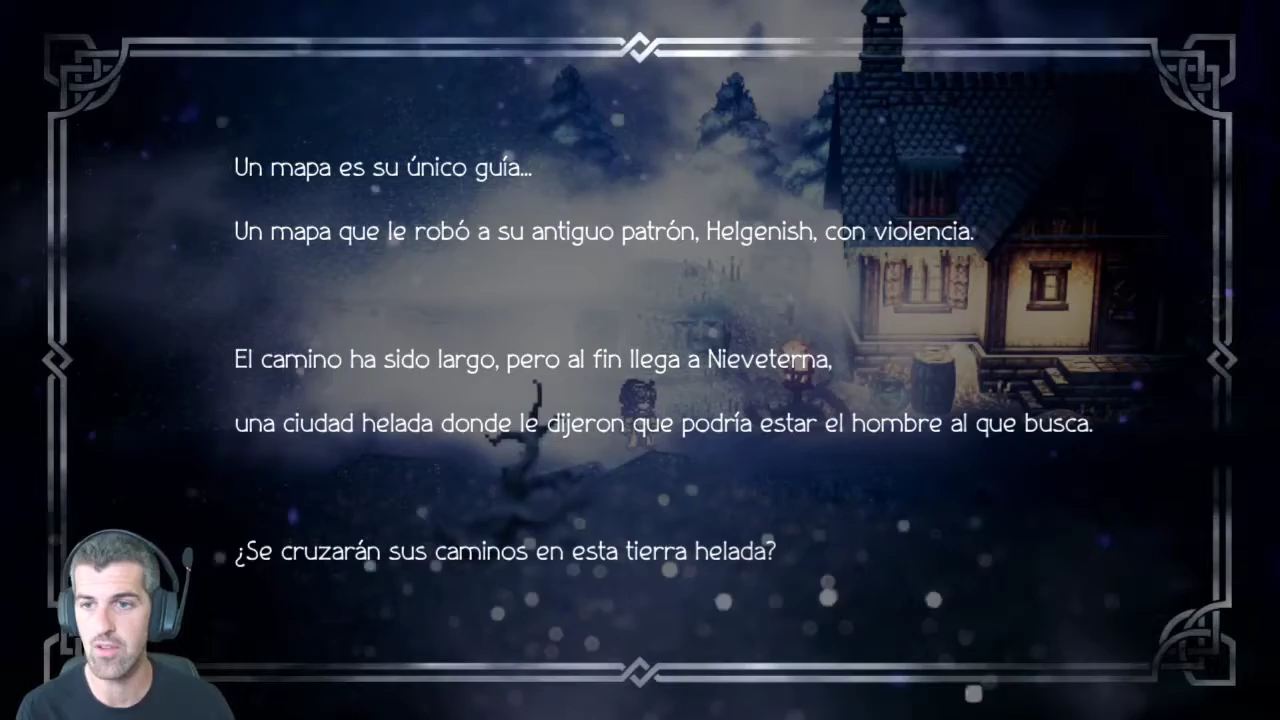 Un mapa es su único guía...
Un mapa que le robó a su antiguo patrón, Helgenish, con violencia.
El camino ha sido largo, pero al fin llega a Nieveterna,
una ciudad helada donde le dijeron que podría estar el hombre al que busca.
¿Se cruzarán sus caminos en esta tierra helada?